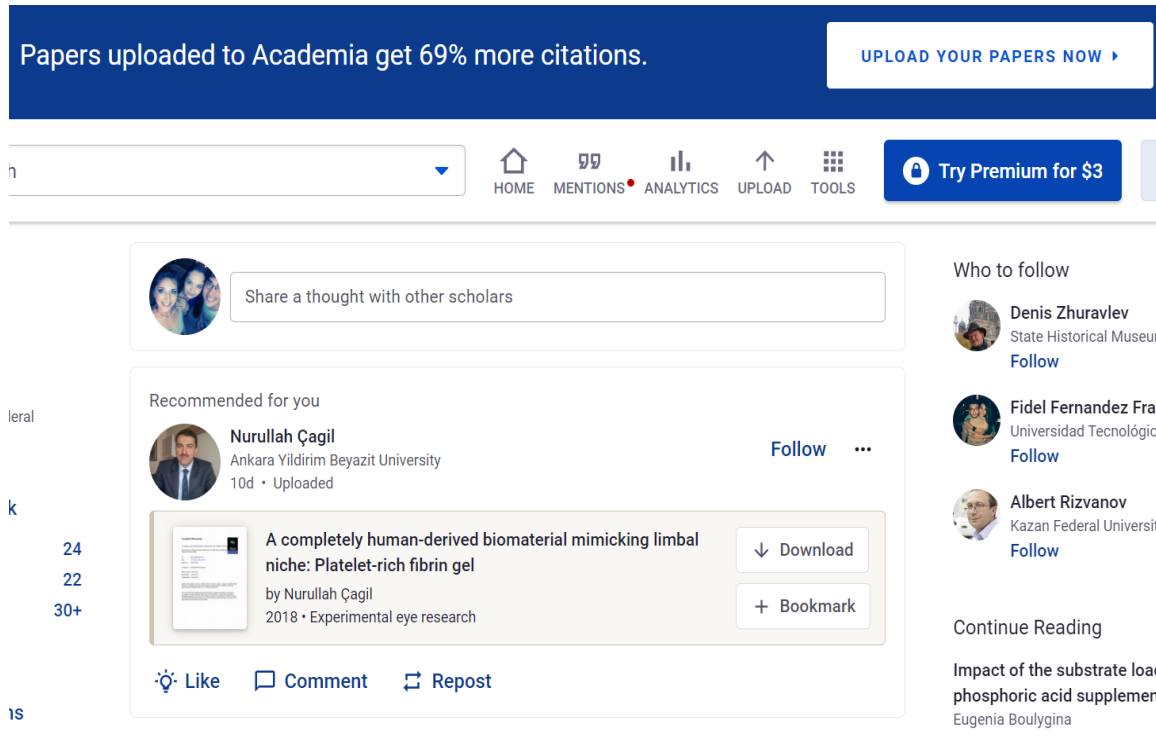 Papers uploaded to Academia get 69% more citations.
UPLOAD YOUR PAPERS NOW
h
HOME
MENTIONS
ANALYTICS
UPLOAD
TOOLS
Try Premium for $3
Share a thought with other scholars
Who to follow
Denis Zhuravlev
State Historical Museu
Follow
Fidel Fernandez Fra
Universidad Tecnológic
Follow
Albert Rizvanov
Kazan Federal Universit
Follow
leral
k
24
22
30+
ns
Recommended for you
Nurullah Çagil
Ankara Yildirim Beyazit University
10d • Uploaded
Follow
A completely human-derived biomaterial mimicking limbal
niche: Platelet-rich fibrin gel
by Nurullah Çagil
2018 • Experimental eye research
Download
+ Bookmark
Like
Comment
Repost
Continue Reading
Impact of the substrate loa
phosphoric acid supplemen
Eugenia Boulygina